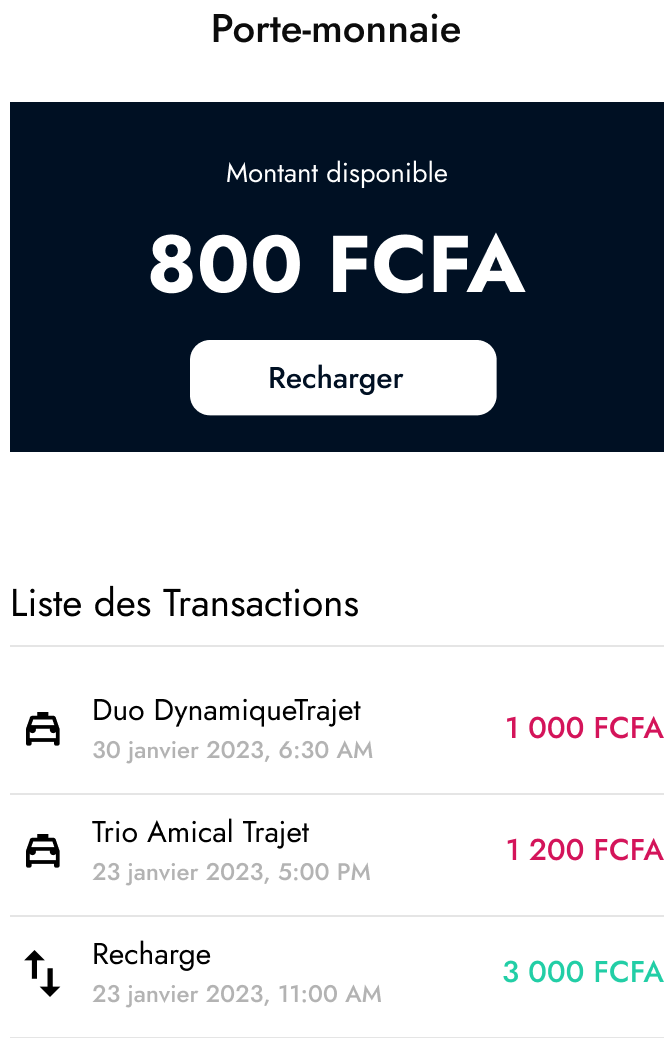 Porte-monnaie
Montant disponible
800 FCFA
Recharger
Liste des Transactions
Duo DynamiqueTrajet
1 000 FCFA
30 janvier 2023, 6:30 AM
Trio Amical Trajet
1 200 FCFA
23 janvier 2023, 5:00 PM
Recharge
3 000 FCFA
23 janvier 2023, 11:00 AM